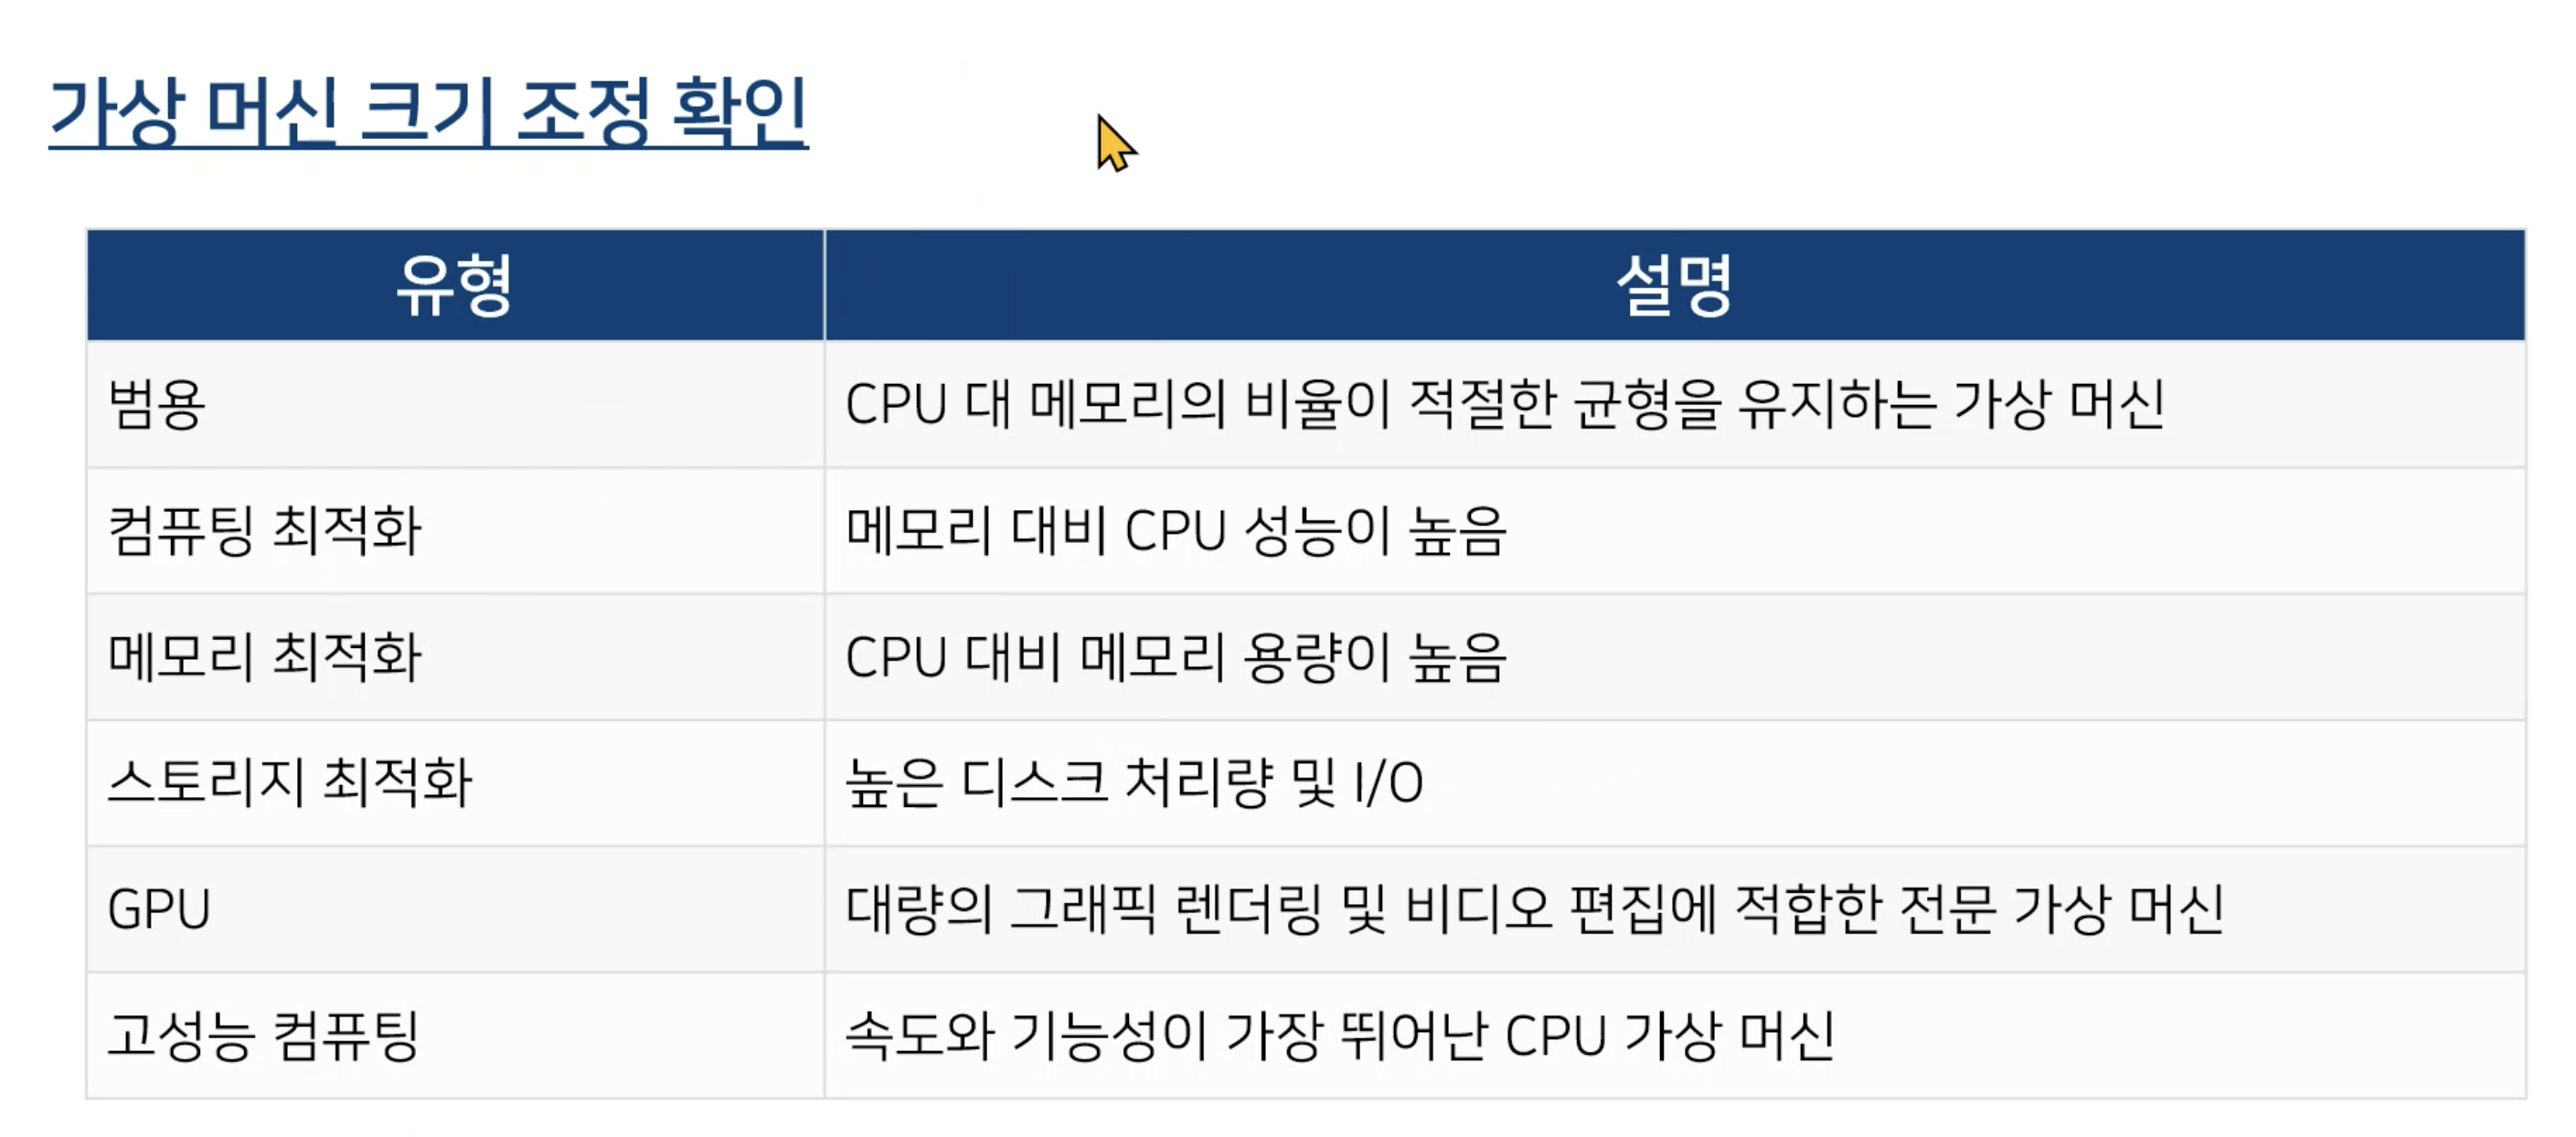 가상 머신 크기 조정 확인
유형 설명
범용 CPU 대 메모리의 비율이 적절한 균형을 유지하는 가상 머신
컴퓨팅 최적화 메모리 대비 CPU 성능이 높음
메모리 최적화 CPU 대비 메모리 용량이 높음
스토리지 최적화 높은 디스크 처리량 및 I/O
GPU 대량의 그래픽 렌더링 및 비디오 편집에 적합한 전문 가상 머신
고성능 컴퓨팅 속도와 기능성이 가장 뛰어난 CPU 가상 머신